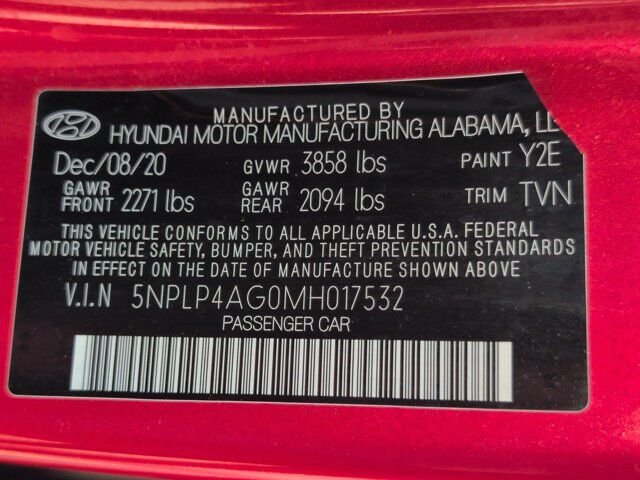 MANUFACTURED BY
HYUNDAI MOTOR MANUFACTURING ALABAMA,
Dec/08/20 GVWR 3858 lbs PAINT Y2E
GAWR FRONT 2271 lbs GAWR REAR 2094 lbs TRIM TVN
THIS VEHICLE CONFORMS TO ALL APPLICABLE U.S.A. FEDERAL
MOTOR VEHICLE SAFETY, BUMPER, AND THEFT PREVENTION STANDARDS
IN EFFECT ON THE DATE OF MANUFACTURE SHOWN ABOVE
V.I.N 5NPLP4AG0MH017532
PASSENGER CAR